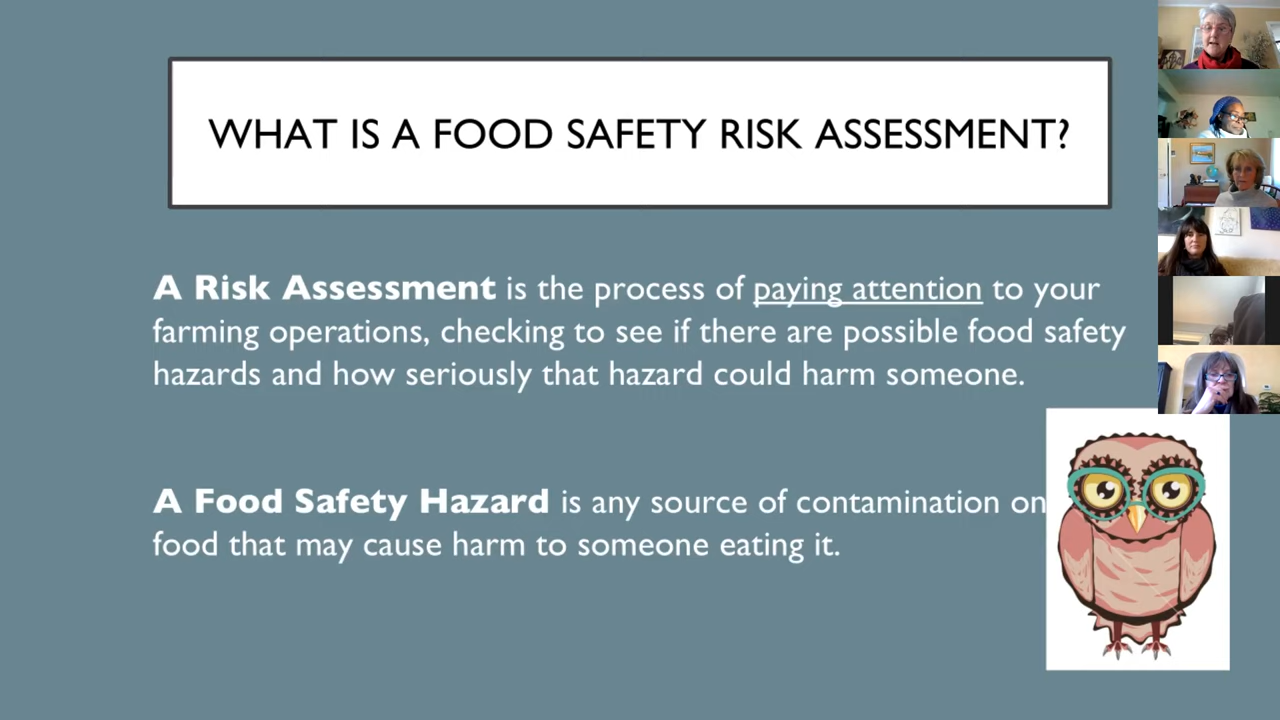 WHAT IS A FOOD SAFETY RISK ASSESSMENT?
A Risk Assessment is the process of paying attention to your
farming operations, checking to see if there are possible food safety
hazards and how seriously that hazard could harm someone.
A Food Safety Hazard is any source of contamination on
food that may cause harm to someone eating it.